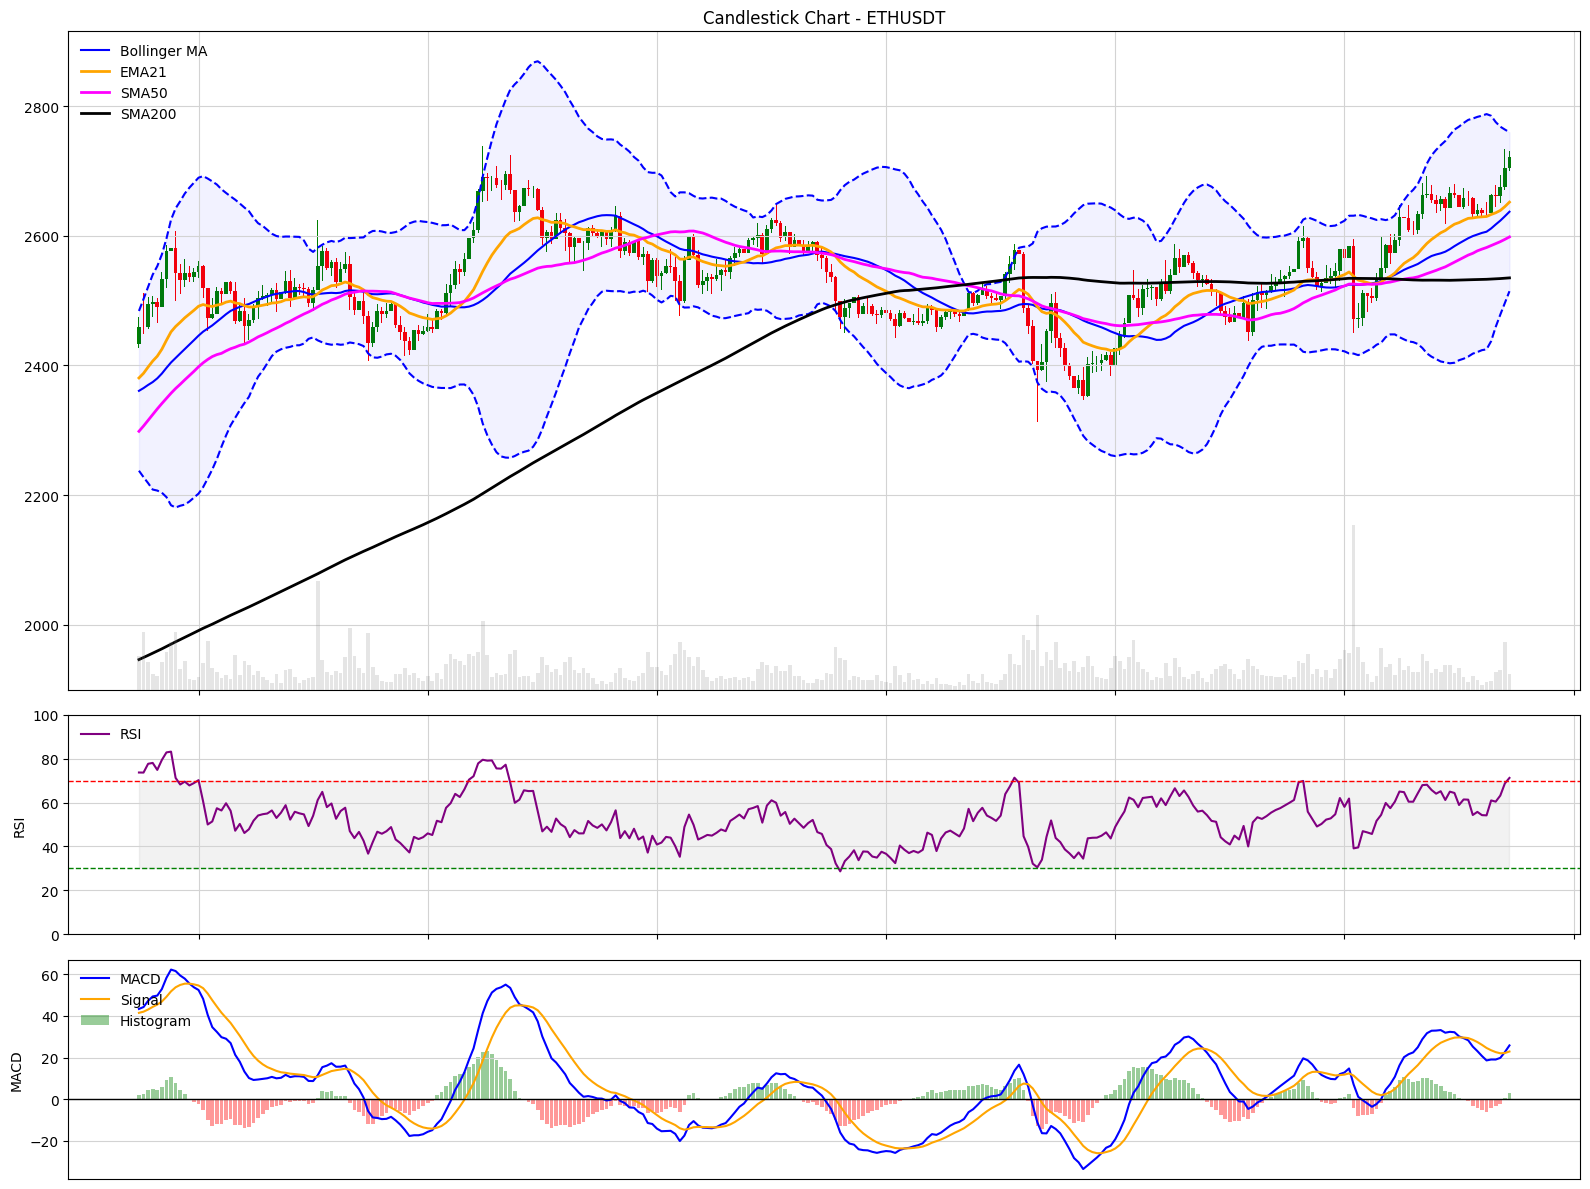 Candlestick Chart - ETHUSDT
Bollinger MA
EMA21
SMA50
SMA200
2800
2600
2400
2200
2000
RSI
100
80
60
40
20
0
RSI
MACD
Signal
Histogram
60
40
20
0
−20
MACD